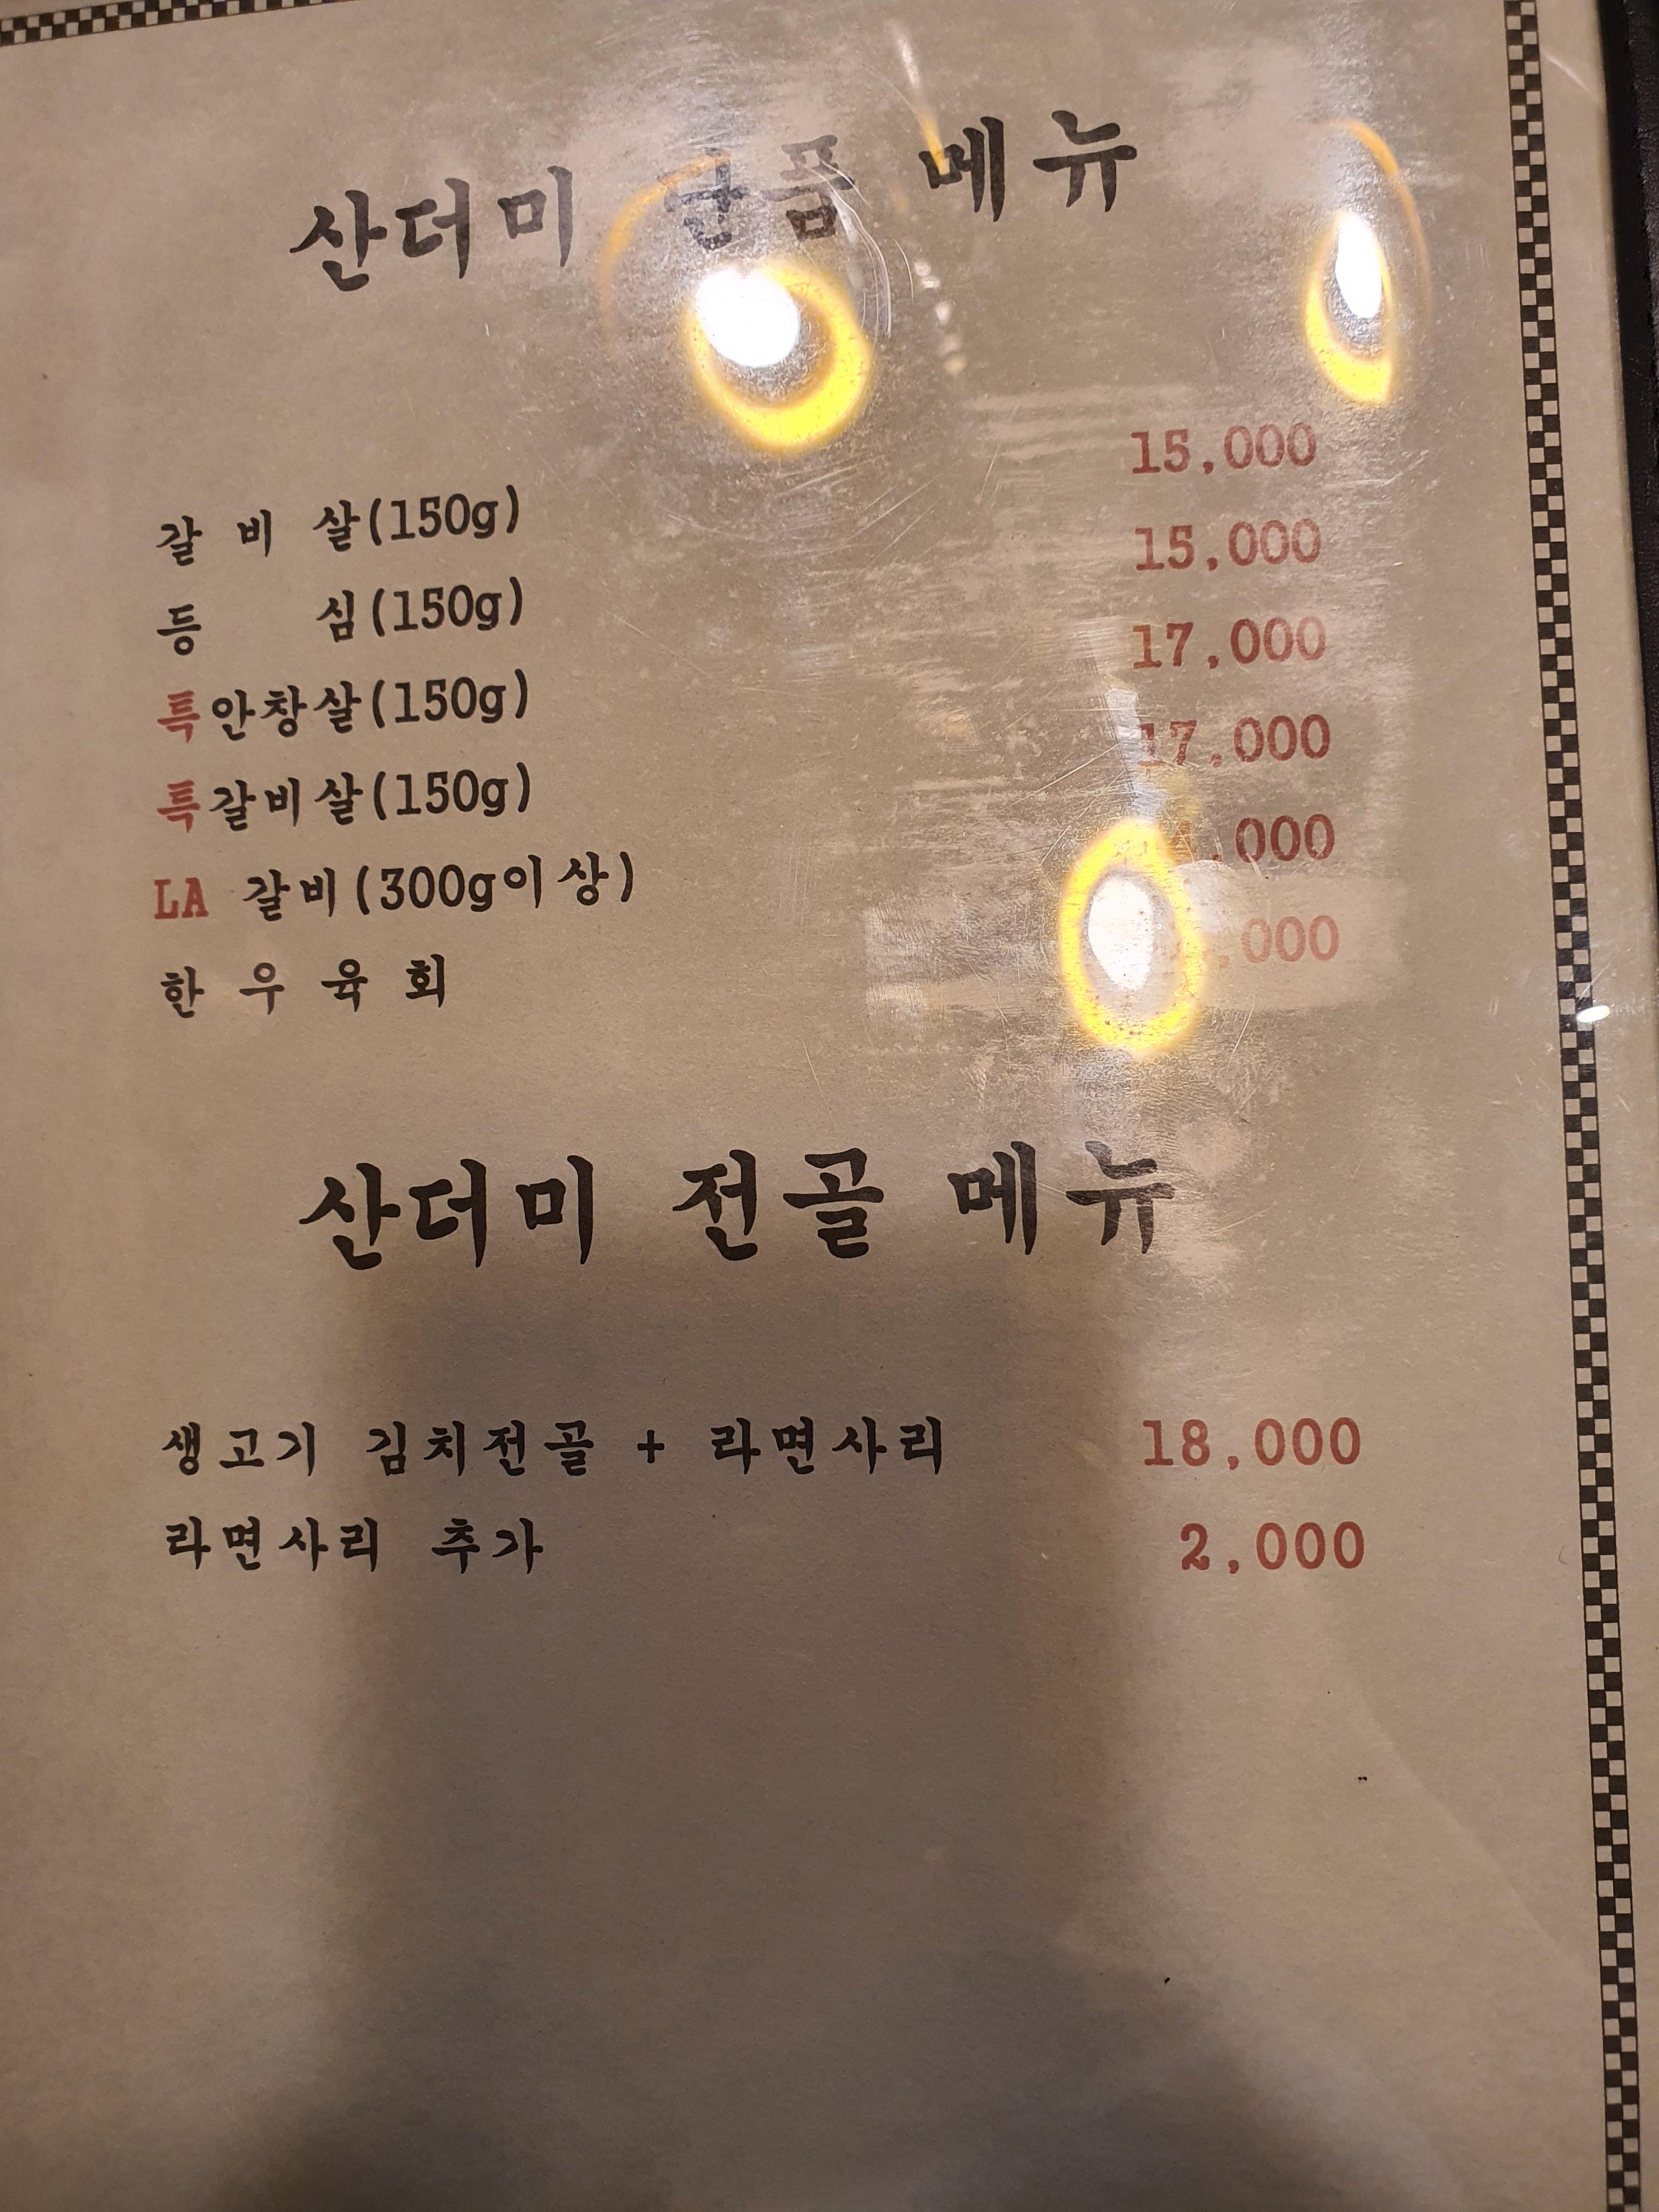 산더미 단품 메뉴
갈 비 살(150g) 15,000
등 심(150g) 15,000
특안창살(150g) 17,000
특갈비살(150g) 17,000
LA 갈비(300g이상)
한 우 육 회
산더미 전골 메뉴
생고기 김치전골 + 라면사리 18,000
라면사리 추가 2,000